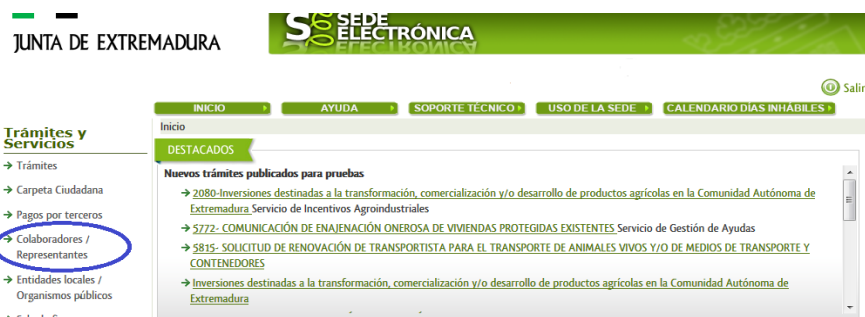 JUNTA DE EXTREMADURA
SEDE
ELECTRÓNICA
Salir
INICIO
AYUDA
SOPORTE TÉCNICO
USO DE LA SEDE
CALENDARIO DÍAS INHÁBILES
Trámites y
Servicios
Trámites
Carpeta Ciudadana
Pagos por terceros
Colaboradores /
Representantes
Entidades locales /
Organismos públicos
Inicio
DESTACADOS
Nuevos trámites publicados para pruebas
2080-Inversiones destinadas a la transformación, comercialización y/o desarrollo de productos agrícolas en la Comunidad Autónoma de
Extremadura Servicio de Incentivos Agroindustriales
5772- COMUNICACIÓN DE ENAJENACIÓN ONEROSA DE VIVIENDAS PROTEGIDAS EXISTENTES Servicio de Gestión de Ayudas
5815- SOLICITUD DE RENOVACIÓN DE TRANSPORTISTA PARA EL TRANSPORTE DE ANIMALES VIVOS Y/O DE MEDIOS DE TRANSPORTE Y
CONTENEDORES
Inversiones destinadas a la transformación, comercialización y/o desarrollo de productos agrícolas en la Comunidad Autónoma de
Extremadura